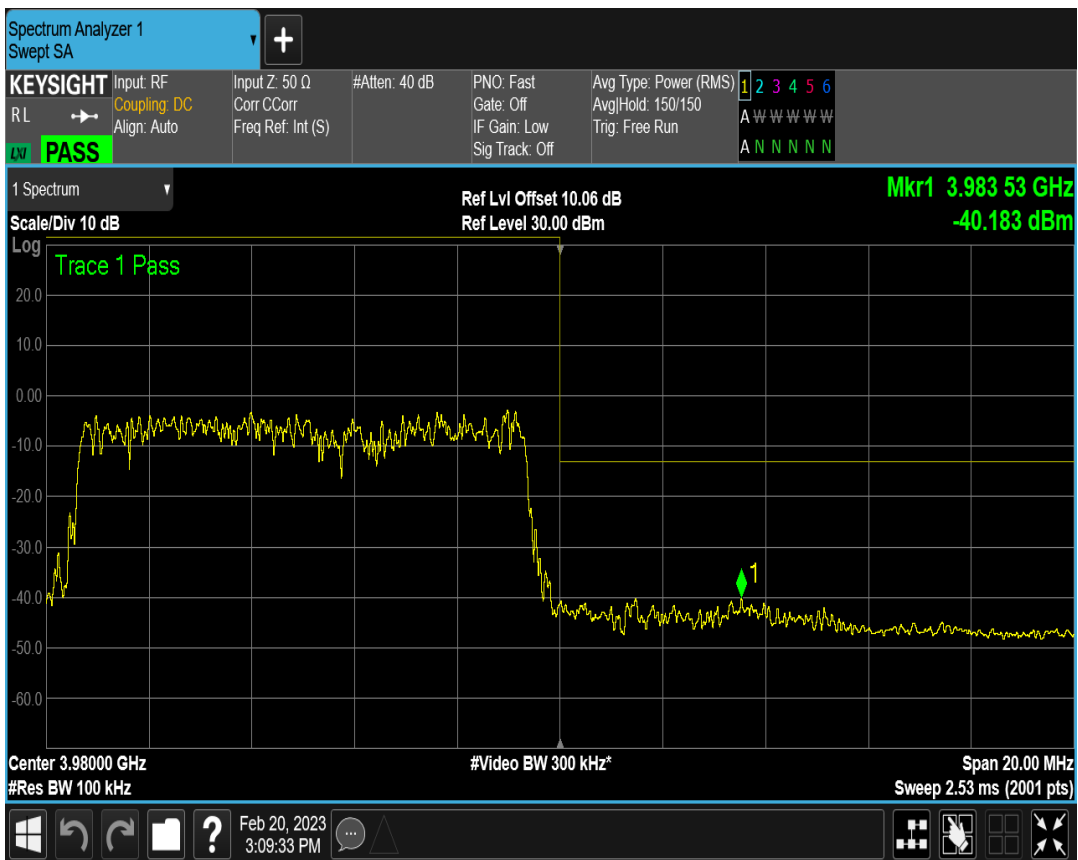 Spectrum Analyzer 1
Swept SA
+
KEYSIGHT
RL
LXI PASS
Input: RF
Coupling: DC
Align: Auto
Input Z: 50 Ω
Corr CCorr
Freq Ref: Int (S)
#Atten: 40 dB
PNO: Fast
Gate: Off
IF Gain: Low
Sig Track: Off
Avg Type: Power (RMS)
Avg|Hold: 150/150
Trig: Free Run
1 2 3 4 5 6
A W W W W W
A N N N N N
1 Spectrum
Scale/Div 10 dB
Ref Lvl Offset 10.06 dB
Ref Level 30.00 dBm
Mkr1 3.983 53 GHz
-40.183 dBm
Log
Trace 1 Pass
20.0
10.0
0.00
-10.0
-20.0
-30.0
-40.0
-50.0
-60.0
1
Center 3.98000 GHz
#Res BW 100 kHz
#Video BW 300 kHz*
Span 20.00 MHz
Sweep 2.53 ms (2001 pts)
?
Feb 20, 2023
3:09:33 PM